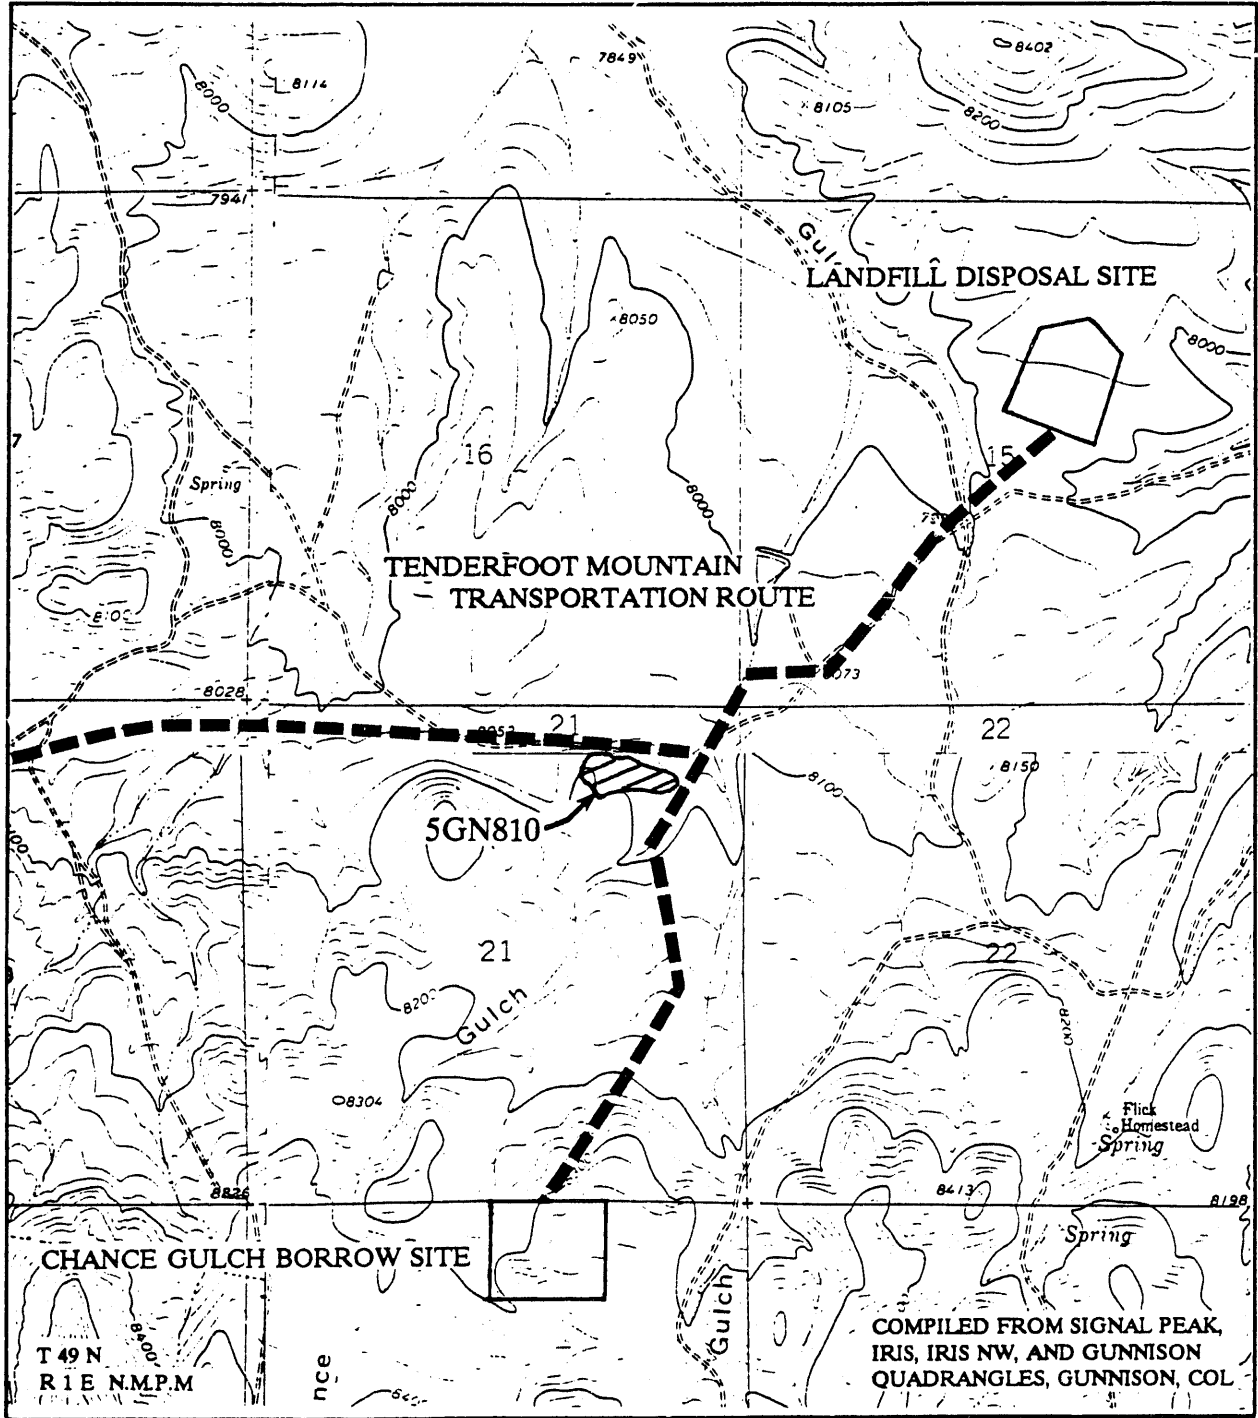 8402
7849
8114
8000
8105
8200
7941
Gul
LANDFILL DISPOSAL SITE
8050
8000
16
15
Spring
8000
8000
8000
TENDERFOOT MOUNTAIN
TRANSPORTATION ROUTE
8073
8028
21
22
8150
8100
5GN810
21
22
8200
Gulch
8200
8304
Flick
Homestead
Spring
8826
8413
8198
Spring
CHANCE GULCH BORROW SITE
Gulch
8400
T 49 N
R 1 E N.M.P.M
nce
COMPILED FROM SIGNAL PEAK,
IRIS, IRIS NW, AND GUNNISON
QUADRANGLES, GUNNISON, COL